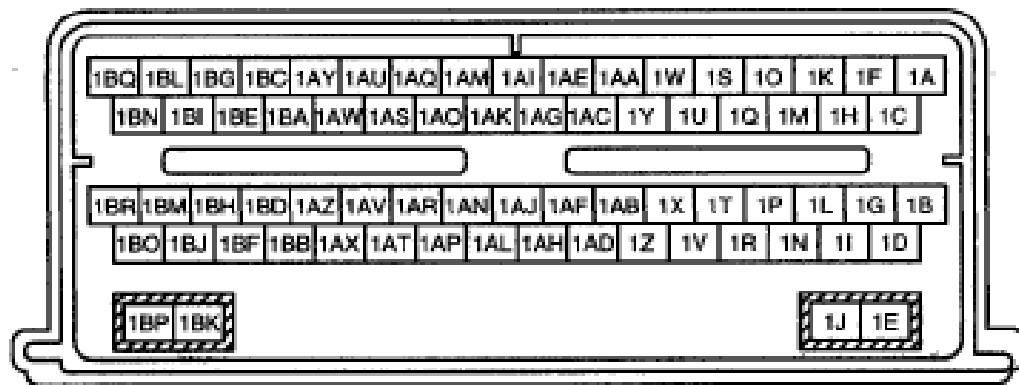 1BQ 1BL 1BG 1BC 1AY 1AU 1AQ 1AM 1AI 1AE 1AA 1W 1S 1O 1K 1F 1A
1BN 1BI 1BE 1BA 1AW 1AS 1AO 1AK 1AG 1AC 1Y 1U 1Q 1M 1H 1C
1BR 1BM 1BH 1BD 1AZ 1AV 1AR 1AN 1AJ 1AF 1AB 1X 1T 1P 1L 1G 1B
1BO 1BJ 1BF 1BB 1AX 1AT 1AP 1AL 1AH 1AD 1Z 1V 1R 1N 1I 1D
1BP 1BK 1J 1E